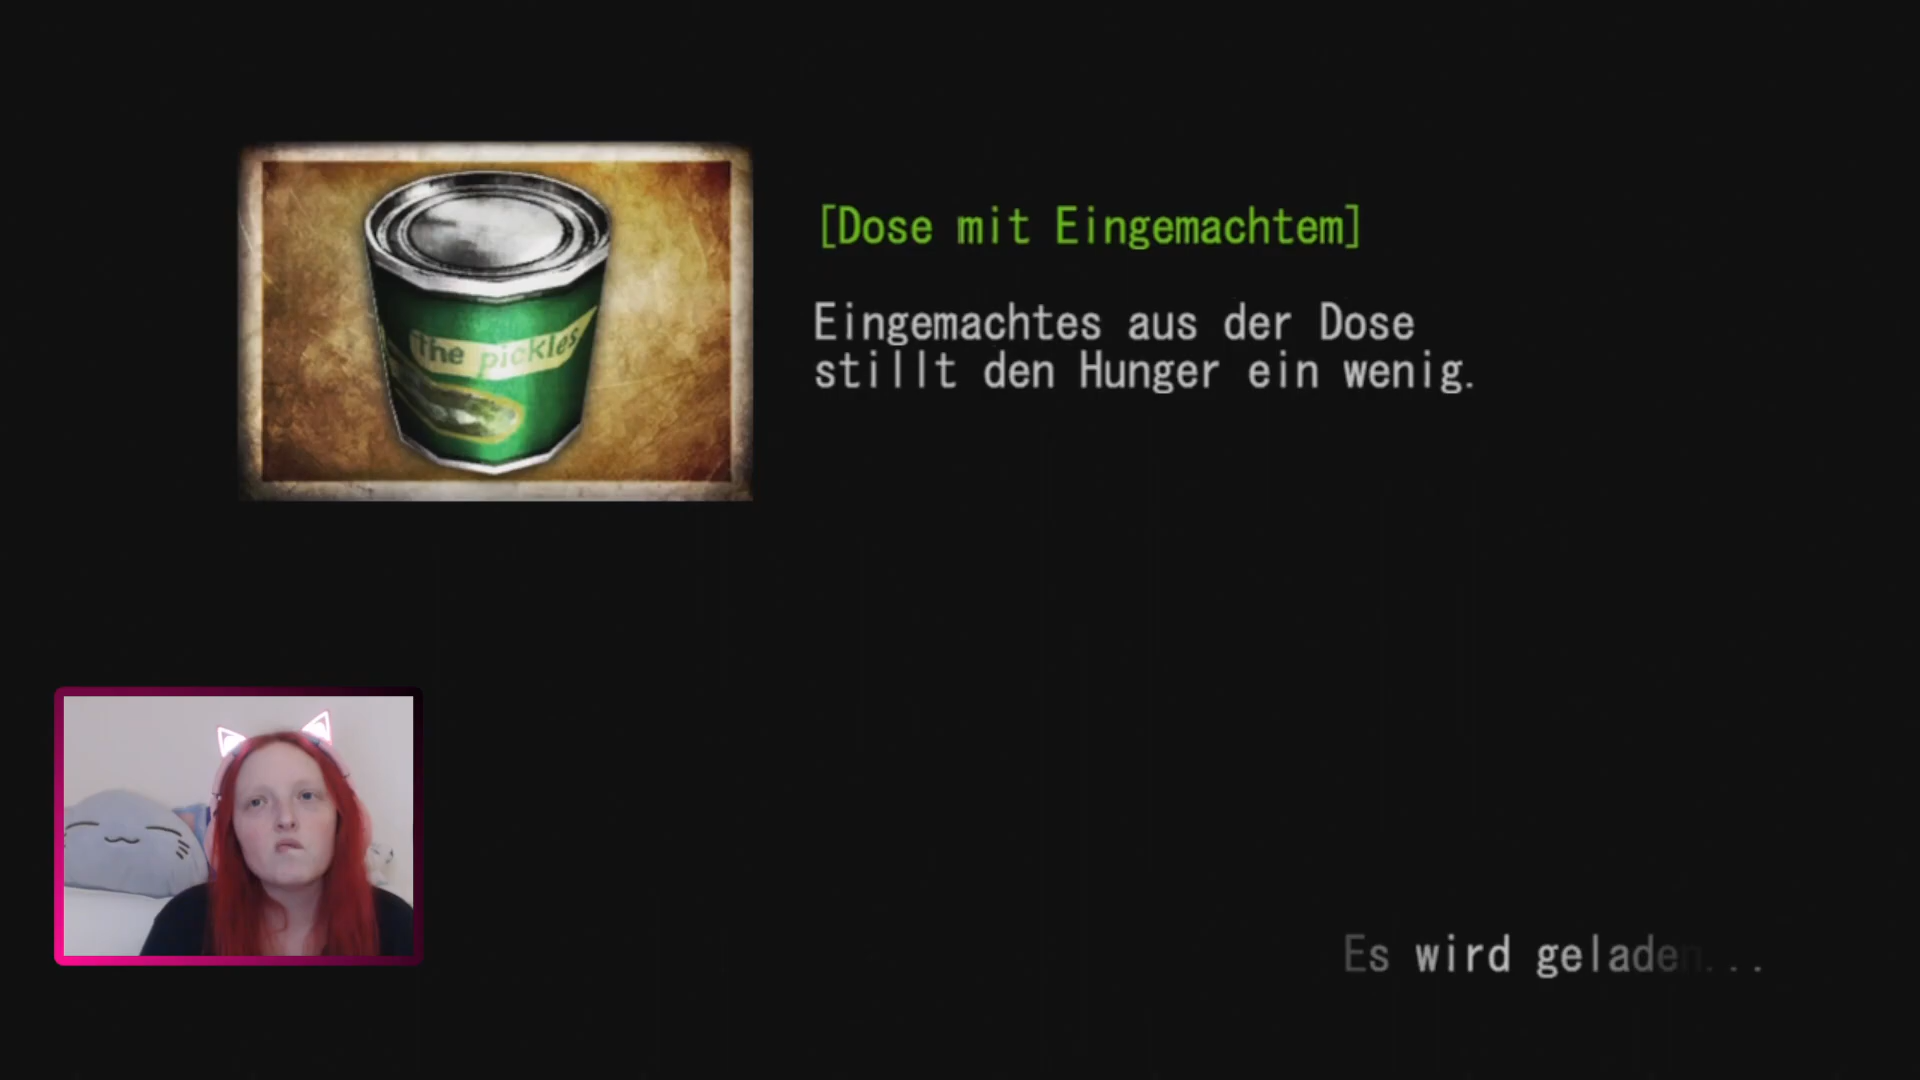 The pickles
[Dose mit Eingemachtem]
Eingemachtes aus der Dose
stillt den Hunger ein wenig.
Es wird geladen...